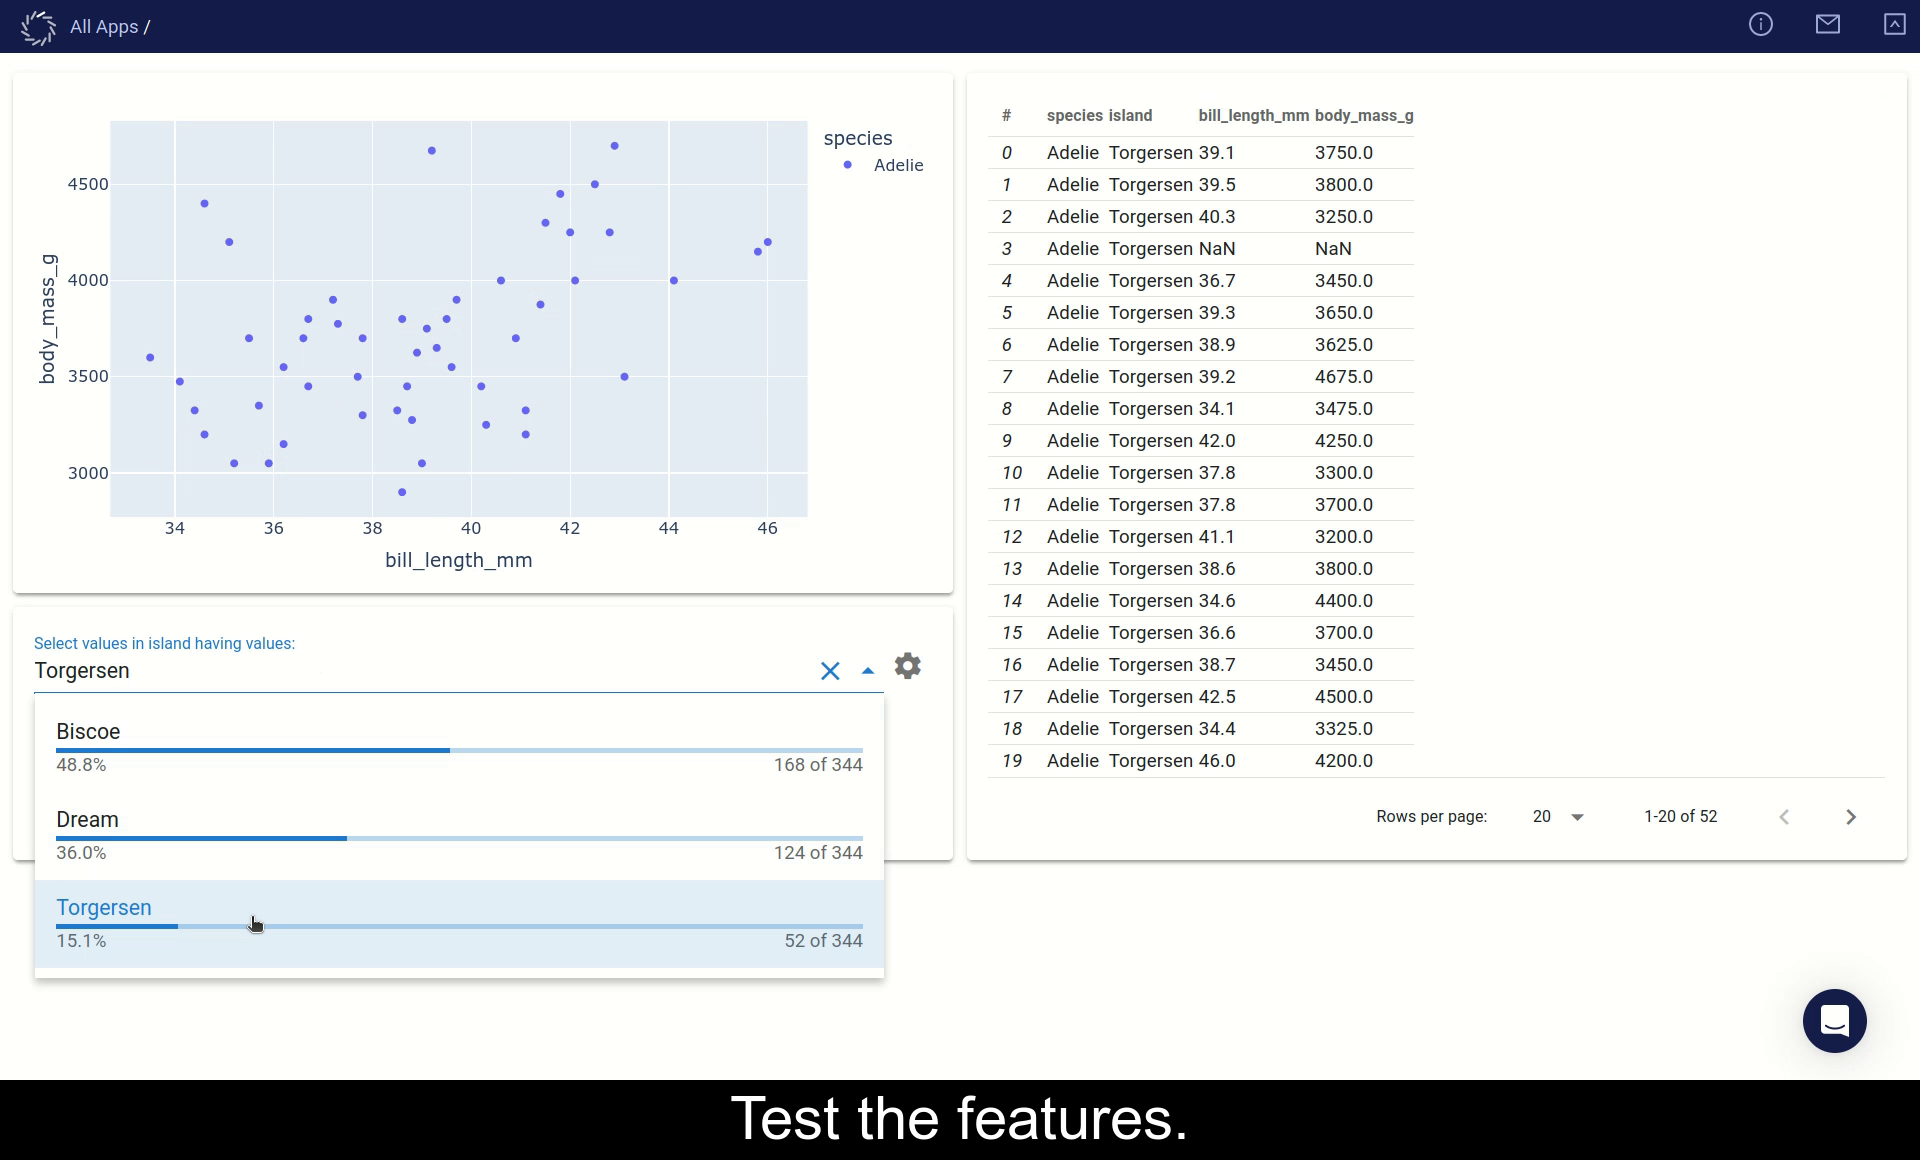 All Apps /
species
Adelie
4500
4000
3500
3000
body_mass_g
34 36 38 40 42 44 46
bill_length_mm
# species island bill_length_mm body_mass_g
0 Adelie Torgersen 39.1 3750.0
1 Adelie Torgersen 39.5 3800.0
2 Adelie Torgersen 40.3 3250.0
3 Adelie Torgersen NaN NaN
4 Adelie Torgersen 36.7 3450.0
5 Adelie Torgersen 39.3 3650.0
6 Adelie Torgersen 38.9 3625.0
7 Adelie Torgersen 39.2 4675.0
8 Adelie Torgersen 34.1 3475.0
9 Adelie Torgersen 42.0 4250.0
10 Adelie Torgersen 37.8 3300.0
11 Adelie Torgersen 37.8 3700.0
12 Adelie Torgersen 41.1 3200.0
13 Adelie Torgersen 38.6 3800.0
14 Adelie Torgersen 34.6 4400.0
15 Adelie Torgersen 36.6 3700.0
16 Adelie Torgersen 38.7 3450.0
17 Adelie Torgersen 42.5 4500.0
18 Adelie Torgersen 34.4 3325.0
19 Adelie Torgersen 46.0 4200.0
Rows per page: 20 1-20 of 52
Select values in island having values:
Torgersen
Biscoe
48.8% 168 of 344
Dream
36.0% 124 of 344
Torgersen
15.1% 52 of 344
Test the features.